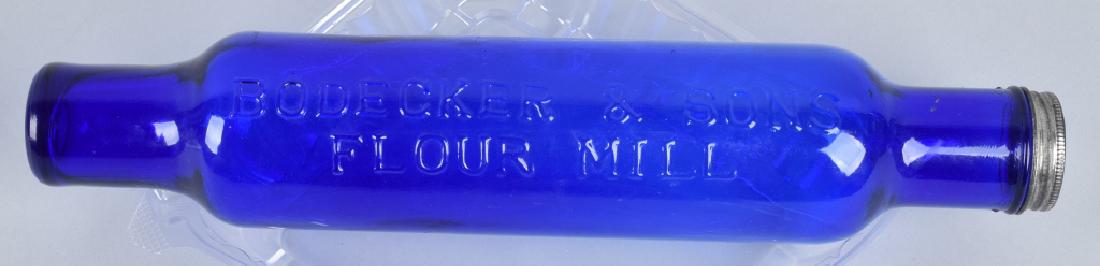 BODECKER & SONS
FLOUR MILL